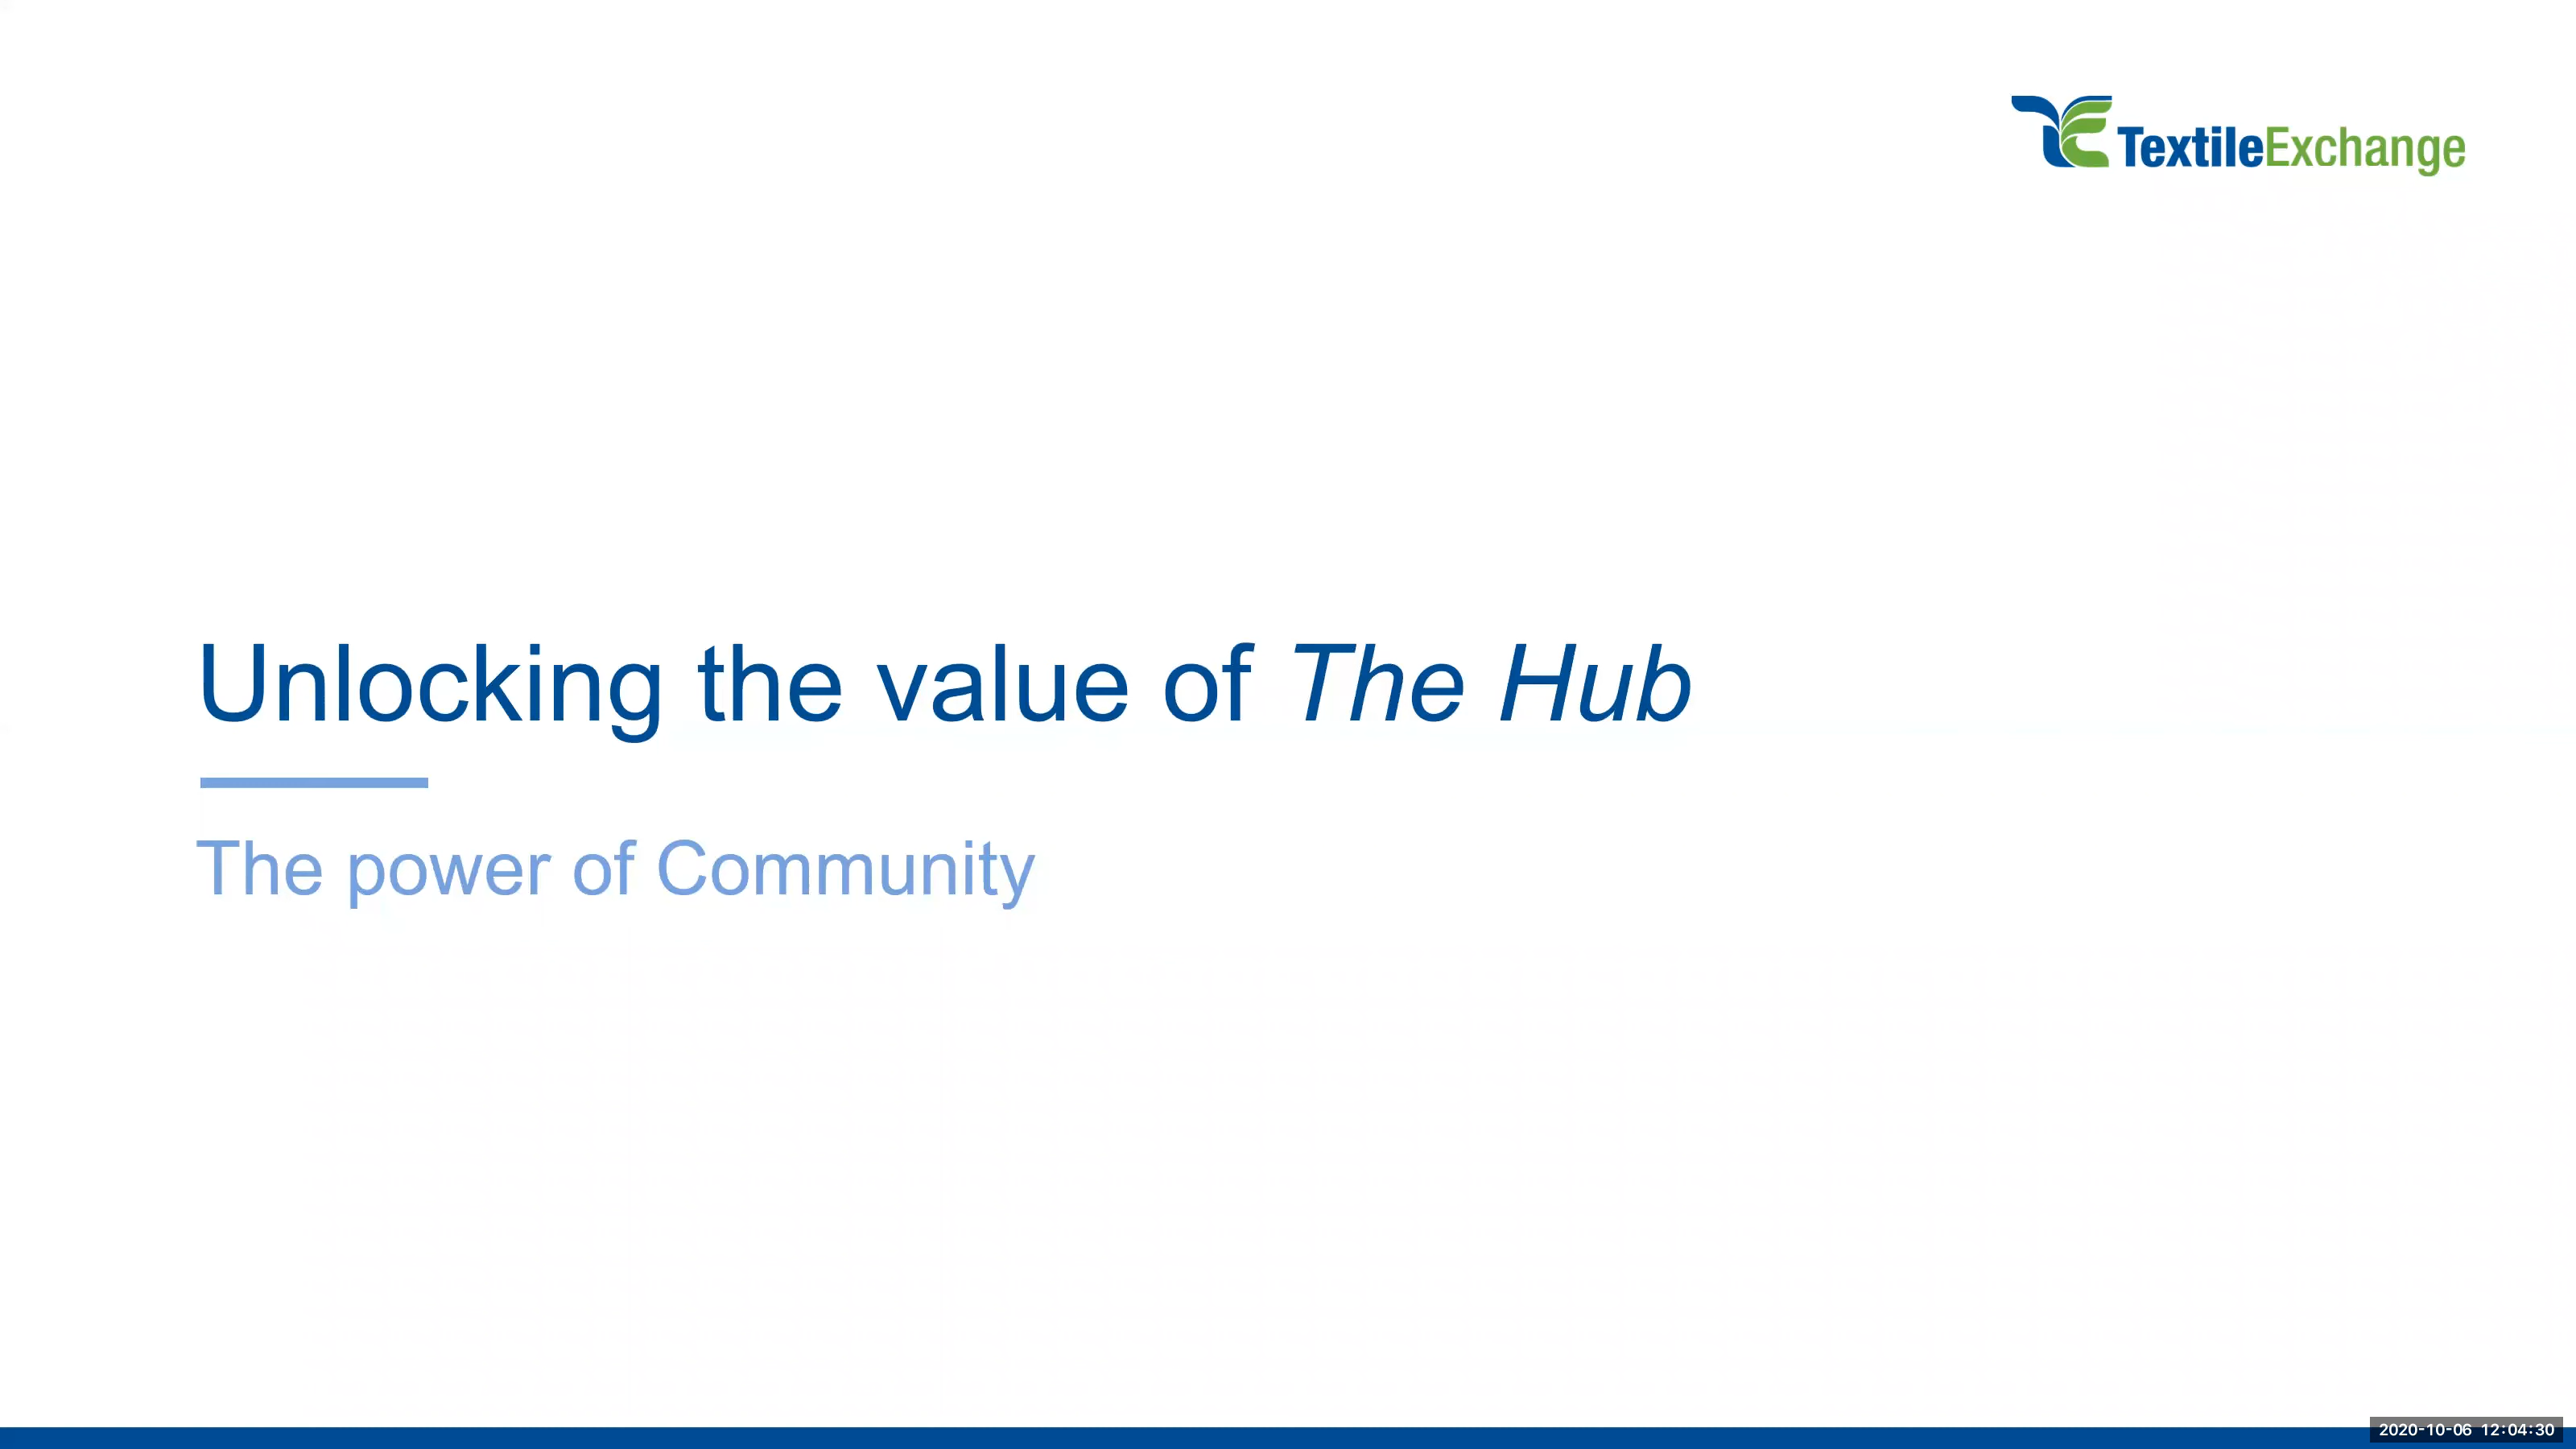 TextileExchange
Unlocking the value of The Hub
The power of Community
2020-10-06 12:04:30